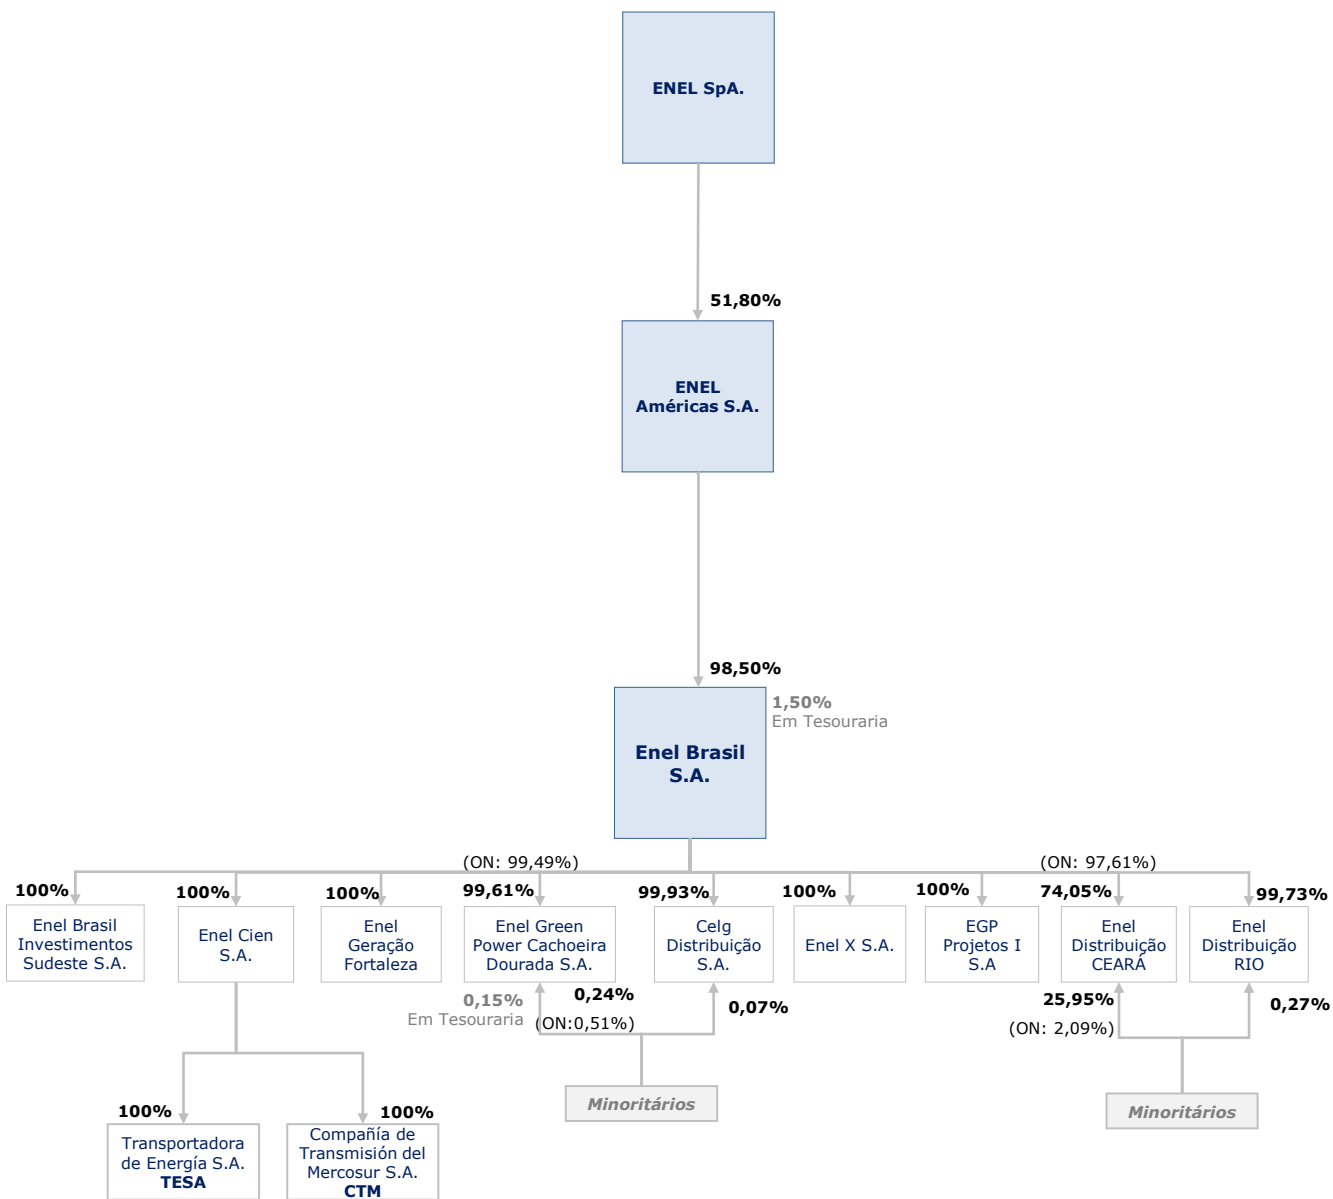 ENEL SpA.
51,80%
ENEL
Américas S.A.
98,50%
1,50%
Em Tesouraria
Enel Brasil
S.A.
(ON: 99,49%)
(ON: 97,61%)
100%
100%
100%
99,61%
99,93%
100%
100%
74,05%
99,73%
Enel Brasil
Investimentos
Sudeste S.A.
Enel Cien
S.A.
Enel
Geração
Fortaleza
Enel Green
Power Cachoeira
Dourada S.A.
Celg
Distribuição
S.A.
Enel X S.A.
EGP
Projetos I
S.A
Enel
Distribuição
CEARÁ
Enel
Distribuição
RIO
0,15%
Em Tesouraria
0,24%
(ON:0,51%)
0,07%
25,95%
(ON: 2,09%)
0,27%
Minoritários
Minoritários
100%
100%
Transportadora
de Energía S.A.
TESA
Compañía de
Transmisión del
Mercosur S.A.
CTM